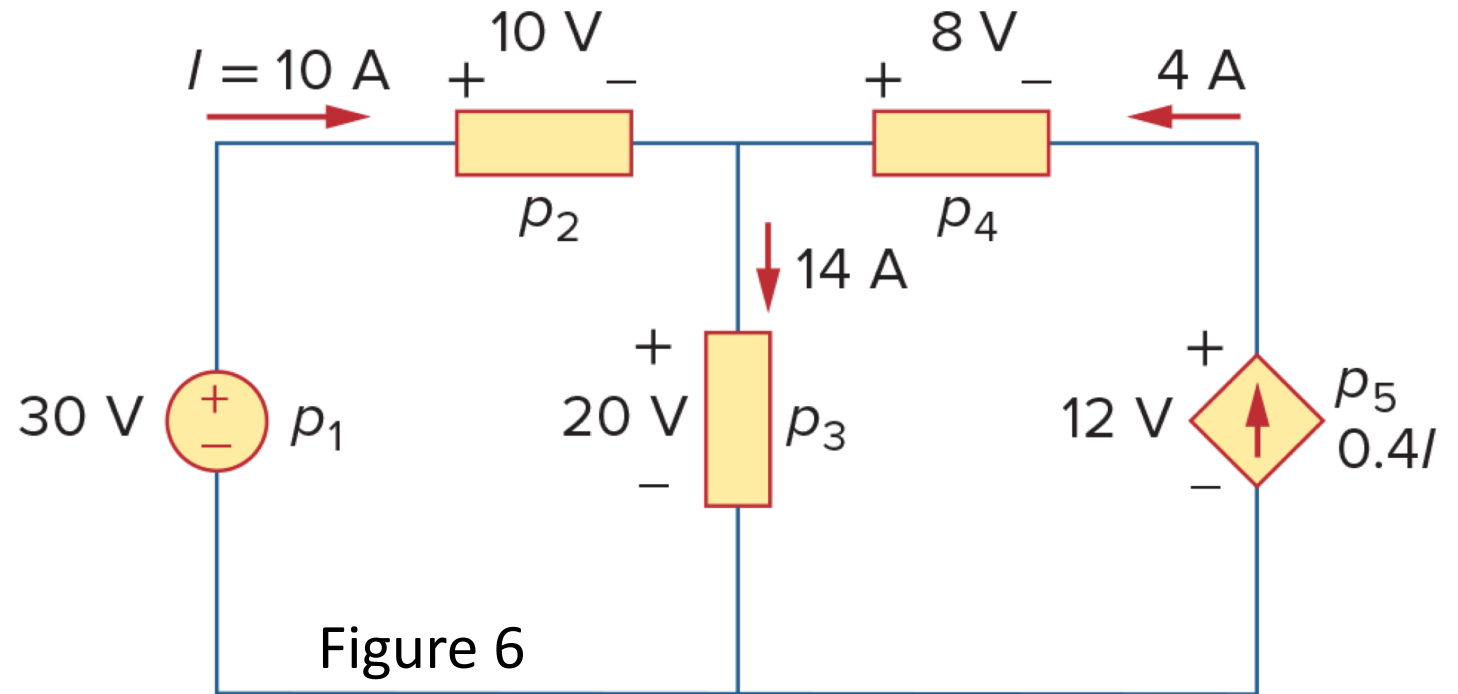 10 V
8 V
I = 10 A
+
–
+
–
4 A
p2
p4
14 A
+
20 V
–
p3
30 V
+
–
p1
+
12 V
–
p5
0.4I
Figure 6